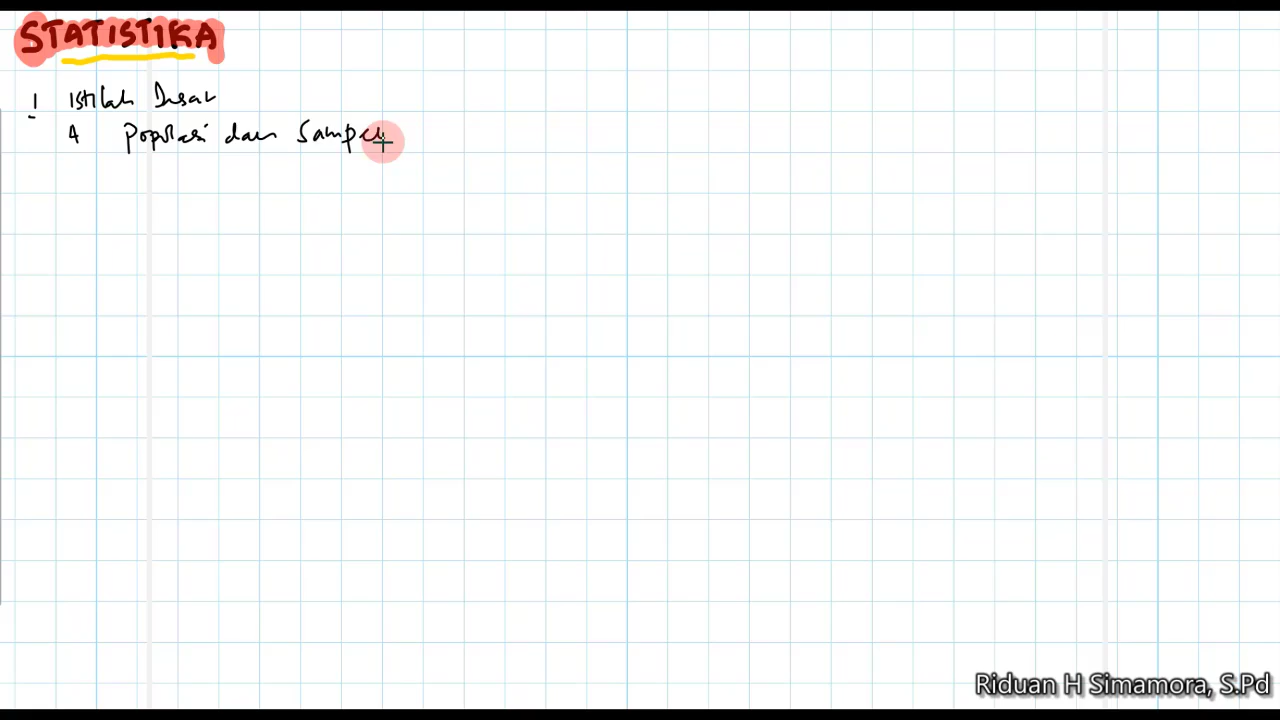 STATISTIKA
1 Istilah Dasar
A Populasi dan Sampel
Riduan H Simamora, S.Pd